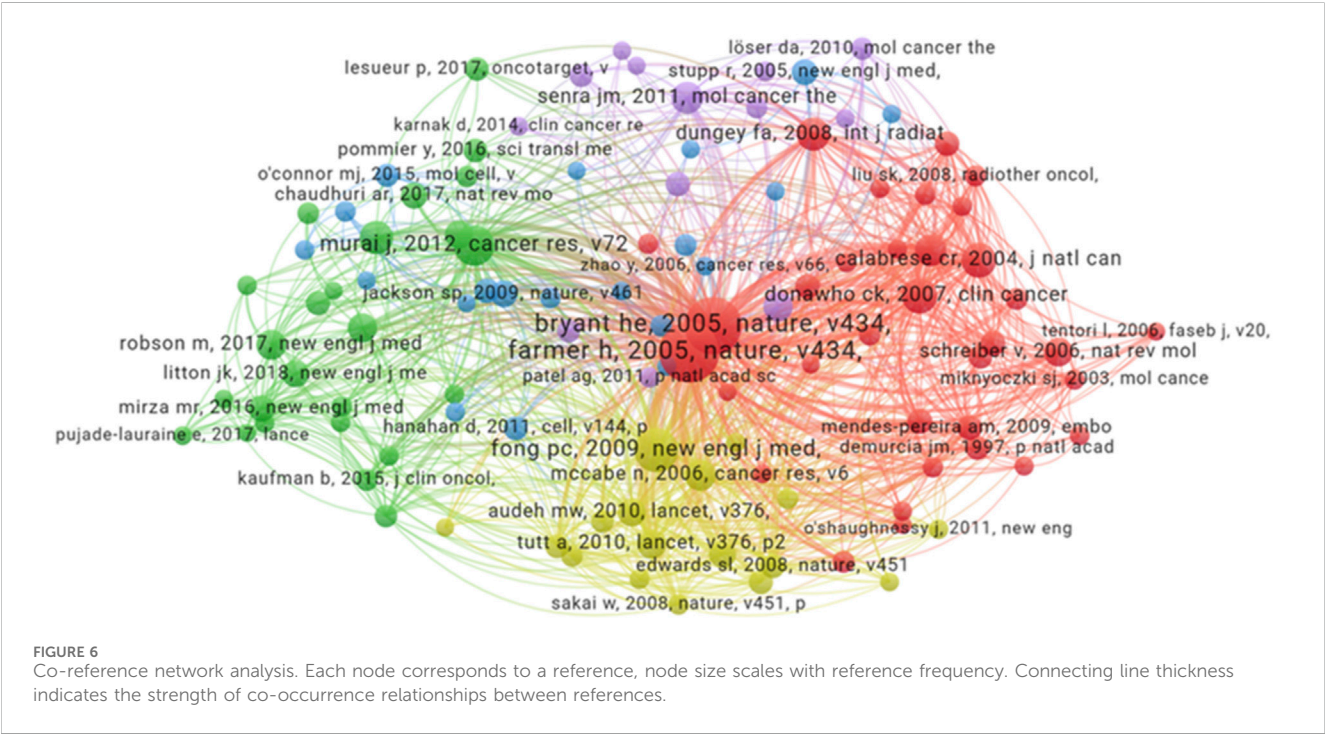 löser da, 2010, mol cancer the
lesueur p, 2017, oncotarget, v
stupp r, 2005, new engl j med,
senra jm, 2011, mol cancer the
karnak d, 2014, clin cancer re
dungey fa, 2008, int j radiat
pommier y, 2016, sci transl me
o'connor mj, 2015, mol cell, v
liu sk, 2008, radiother oncol,
chaudhuri ar, 2017, nat rev mo
murai j, 2012, cancer res, v72
zhao y, 2006, cancer res, v66,
calabrese cr, 2004, j natl can
jackson sp, 2009, nature, v461
donawho ck, 2007, clin cancer
bryant he, 2005, nature, v434,
tentori l, 2006, faseb j, v20,
robson m, 2017, new engl j med
farmer h, 2005, nature, v434,
schreiber v, 2006, nat rev mol
litton jk, 2018, new engl j me
patel ag, 2011, p natl acad sc
miknyoczki sj, 2003, mol cance
mirza mr, 2016, new engl j med
pujade-lauraine e, 2017, lance
hanahan d, 2011, cell, v144, p
mendes-pereira am, 2009, embo
fong pc, 2009, new engl j med,
demurcia jm, 1997, p natl acad
kaufman b, 2015, j clin oncol,
mccabe n, 2006, cancer res, v6
audeh mw, 2010, lancet, v376,
o'shaughnessy j, 2011, new eng
tutt a, 2010, lancet, v376, p2
edwards sl, 2008, nature, v451
sakai w, 2008, nature, v451, p
FIGURE 6
Co-reference network analysis. Each node corresponds to a reference, node size scales with reference frequency. Connecting line thickness
indicates the strength of co-occurrence relationships between references.